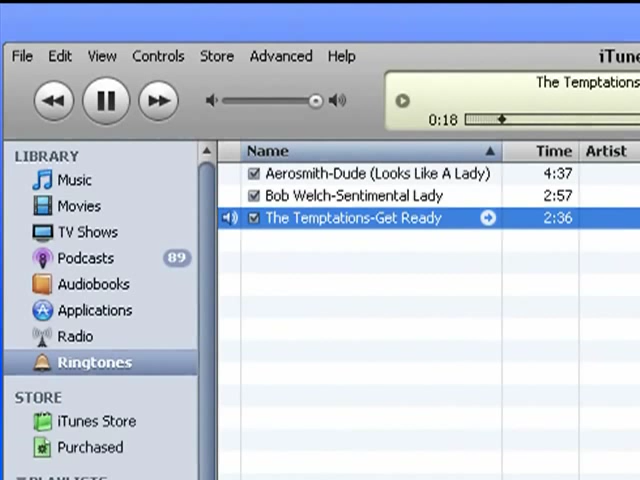 File Edit View Controls Store Advanced Help
iTune
The Temptations
0:18
LIBRARY
Music
Movies
TV Shows
Podcasts 89
Audiobooks
Applications
Radio
Ringtones
STORE
iTunes Store
Purchased
PLAYLISTS
Name Time Artist
Aerosmith-Dude (Looks Like A Lady) 4:37
Bob Welch-Sentimental Lady 2:57
The Temptations-Get Ready 2:36